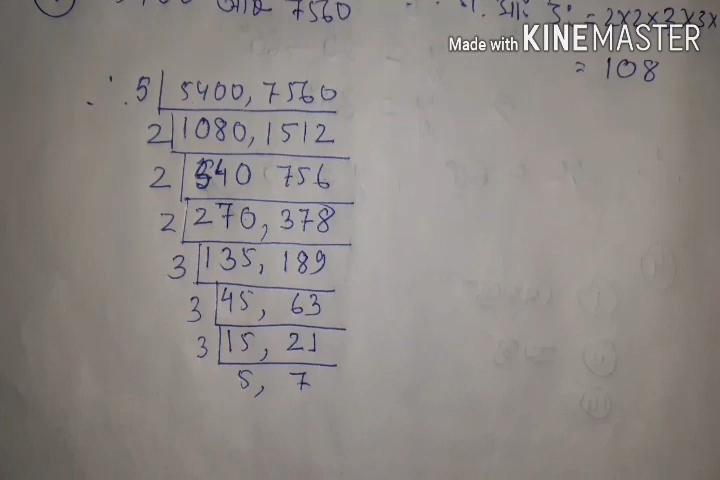 7560
= 2×2×2×3×
Made with KINEMASTER
= 108
∴ 5 | 5400, 7560
2 | 1080, 1512
2 | 540 756
2 | 270, 378
3 | 135, 189
3 | 45, 63
3 | 15, 21
5, 7